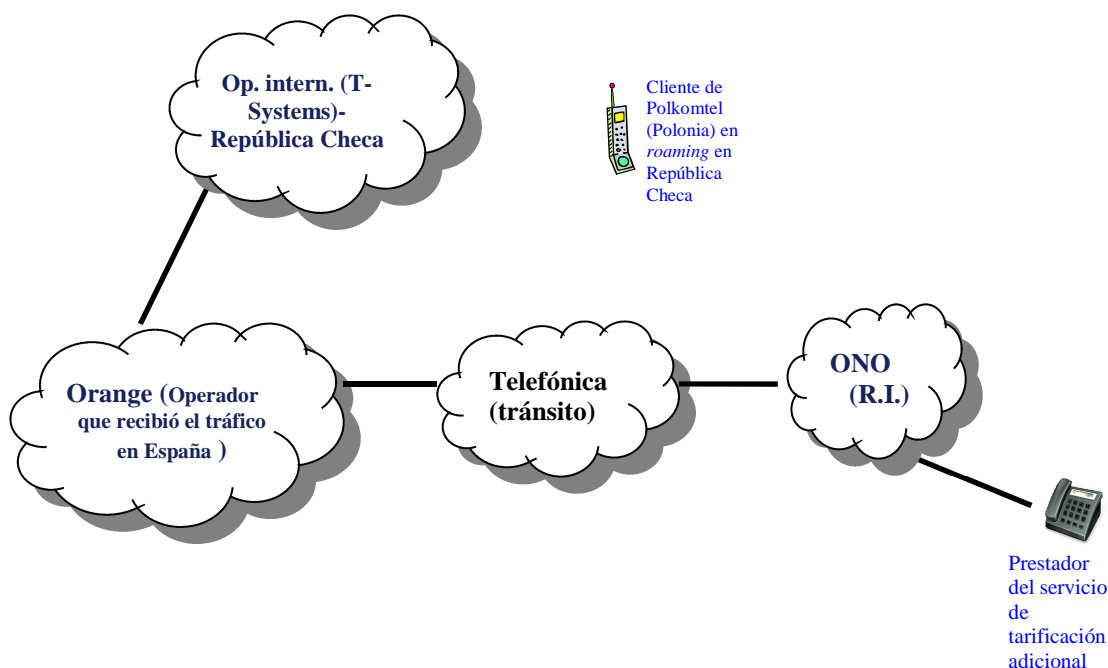 Op. intern. (T-
Systems)-
República Checa
Cliente de
Polkomtel
(Polonia) en
roaming en
República
Checa
Orange (Operador
que recibió el tráfico
en España )
Telefónica
(tránsito)
ONO
(R.I.)
Prestador
del servicio
de
tarificación
adicional